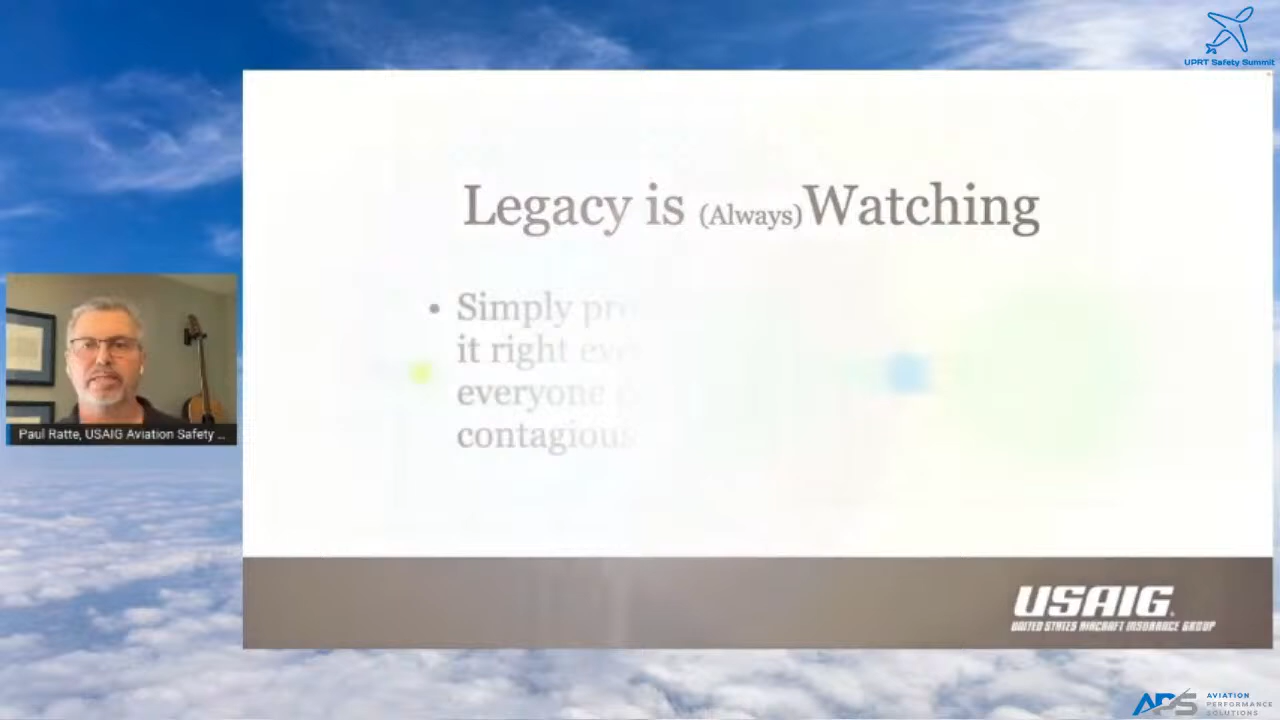 UPRT Safety Summit
Legacy is (Always) Watching
• Simply
it right
everyone
contagious
Paul Ratte, USAIG Aviation Safety ...
USAIG
UNITED STATES AIRCRAFT INSURANCE GROUP
APS
AVIATION
PERFORMANCE
SOLUTIONS